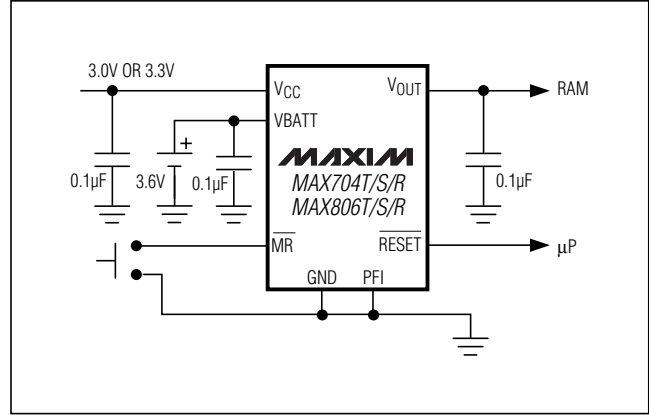 3.0V OR 3.3V
VCC
VOUT
RAM
VBATT
+
MAXIM
0.1µF
3.6V
0.1µF
MAX704T/S/R
0.1µF
MAX806T/S/R
MR
RESET
µP
GND
PFI